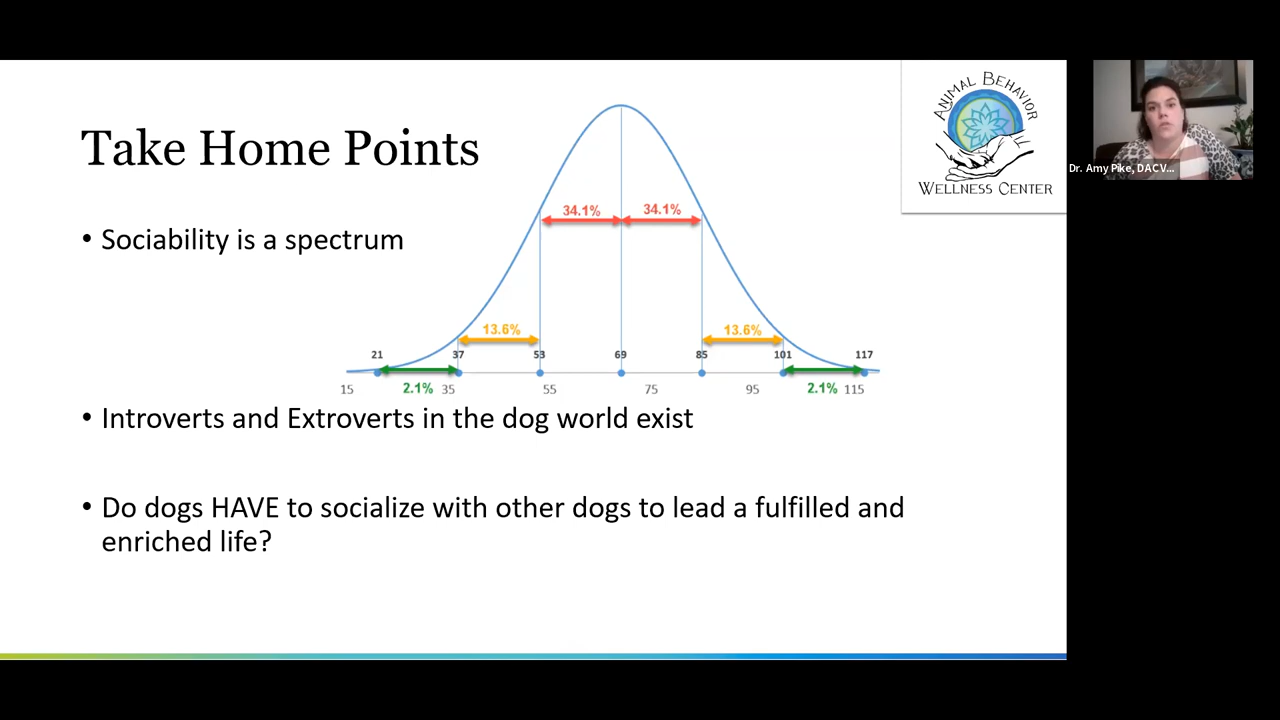 Take Home Points
ANIMAL BEHAVIOR
WELLNESS CENTER
Dr. Amy Pike, DACV...
• Sociability is a spectrum
34.1% 34.1%
13.6% 13.6%
21 37 53 69 85 101 117
2.1% 2.1%
15 35 55 75 95 115
• Introverts and Extroverts in the dog world exist
• Do dogs HAVE to socialize with other dogs to lead a fulfilled and
enriched life?